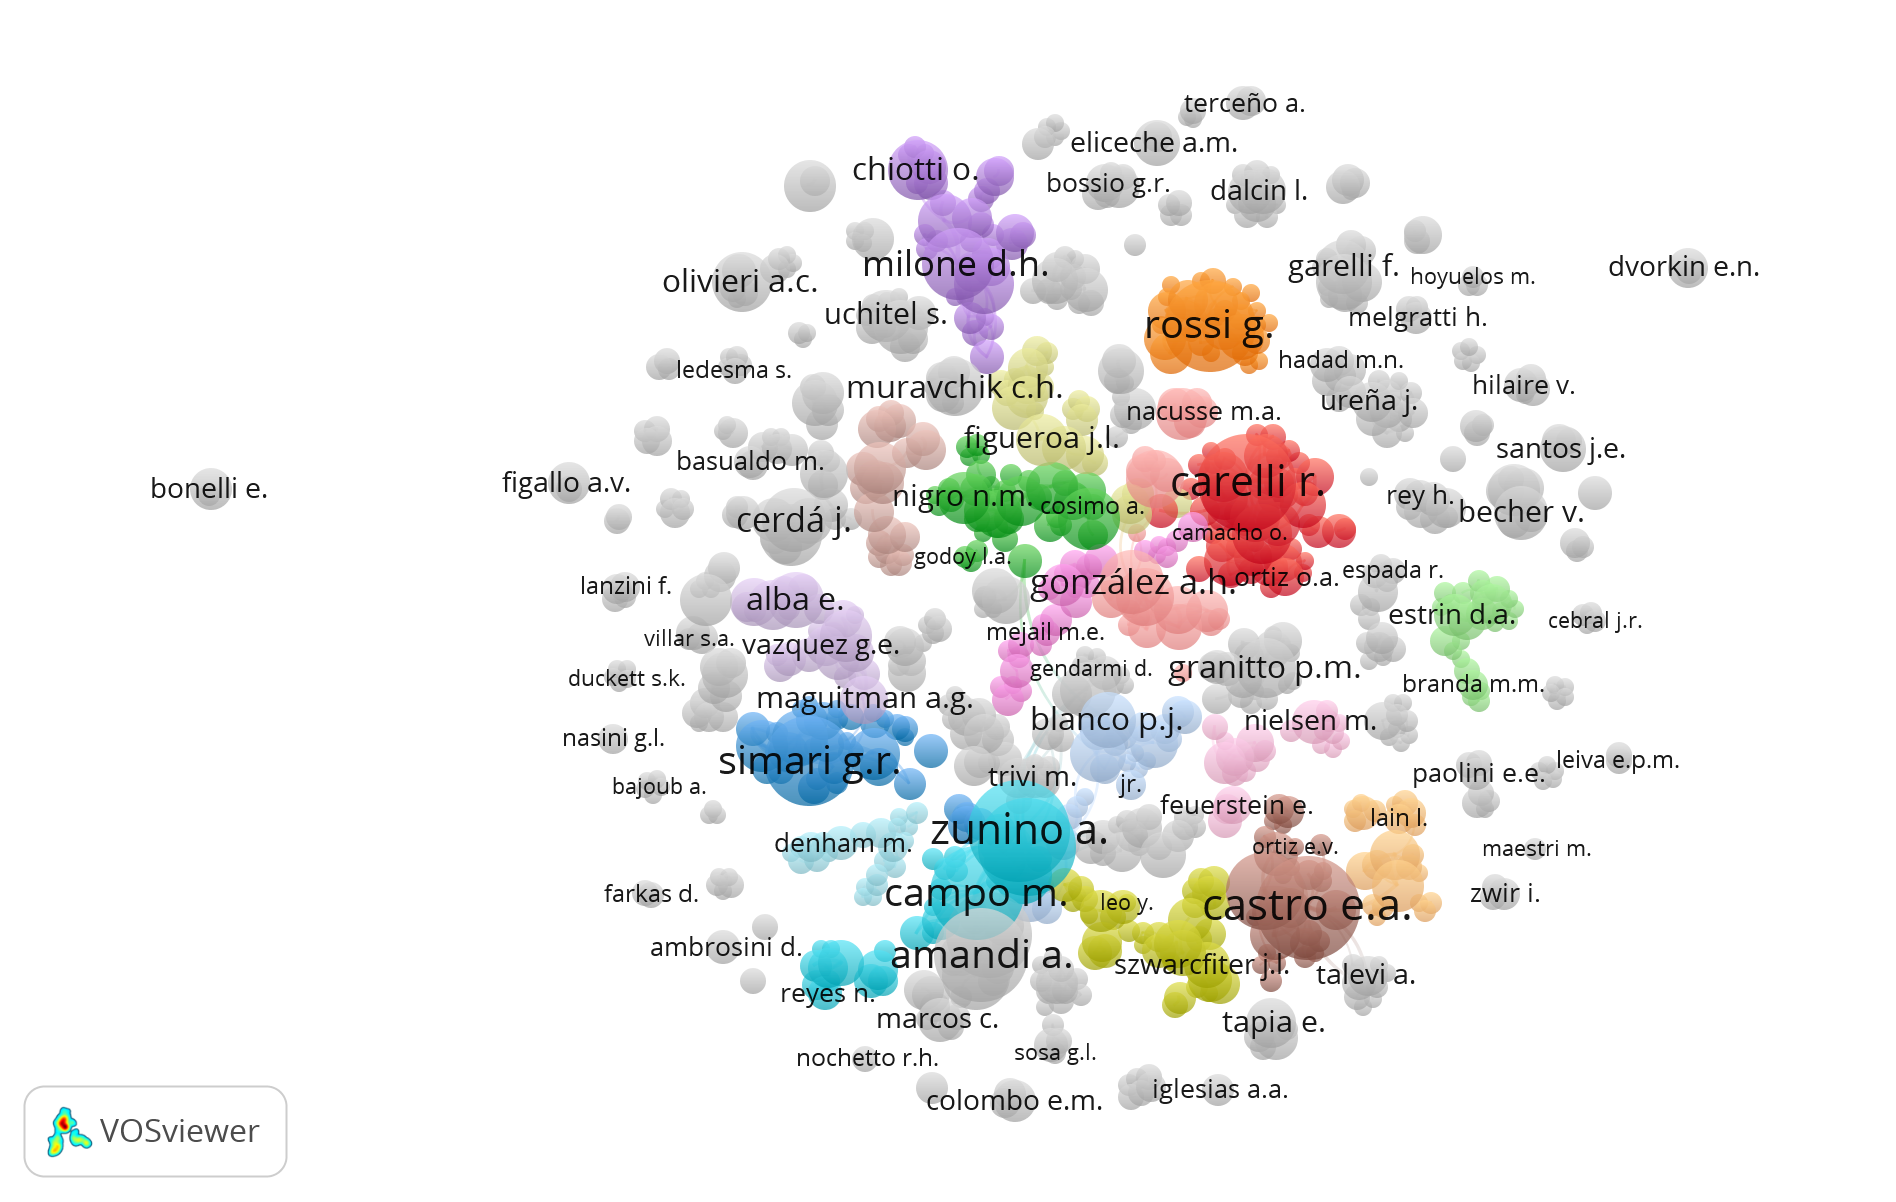 terceño a.
eliceche a.m.
chiotti o.
bossio g.r.
dalcin l.
milone d.h.
garelli f.
hoyuelos m.
dvorkin e.n.
olivieri a.c.
uchitel s.
rossi g.
melgratti h.
hadad m.n.
ledesma s.
muravchik c.h.
hilaire v.
ureña j.
nacusse m.a.
figueroa j.l.
santos j.e.
basualdo m.
carelli r.
bonelli e.
figallo a.v.
nigro n.m.
cosimo a.
rey h.
becher v.
cerdá j.
camacho o.
godoy l.a.
lanzini f.
gonzález a.h.
ortiz o.a.
espada r.
alba e.
estrin d.a.
cebral j.r.
villar s.a.
vazquez g.e.
mejail m.e.
duckett s.k.
gendarmi d.
granitto p.m.
branda m.m.
maguitman a.g.
blanco p.j.
nielsen m.
nasini g.l.
simari g.r.
trivi m.
jr.
paolini e.e.
leiva e.p.m.
bajoub a.
feuerstein e.
lain l.
zunino a.
denham m.
ortiz e.v.
maestri m.
farkas d.
campo m.
leo y.
castro e.a.
zwir i.
ambrosini d.
amandi a.
szwarcfiter j.l.
talevi a.
reyes n.
marcos c.
tapia e.
nochetto r.h.
sosa g.l.
colombo e.m.
iglesias a.a.
VOSviewer